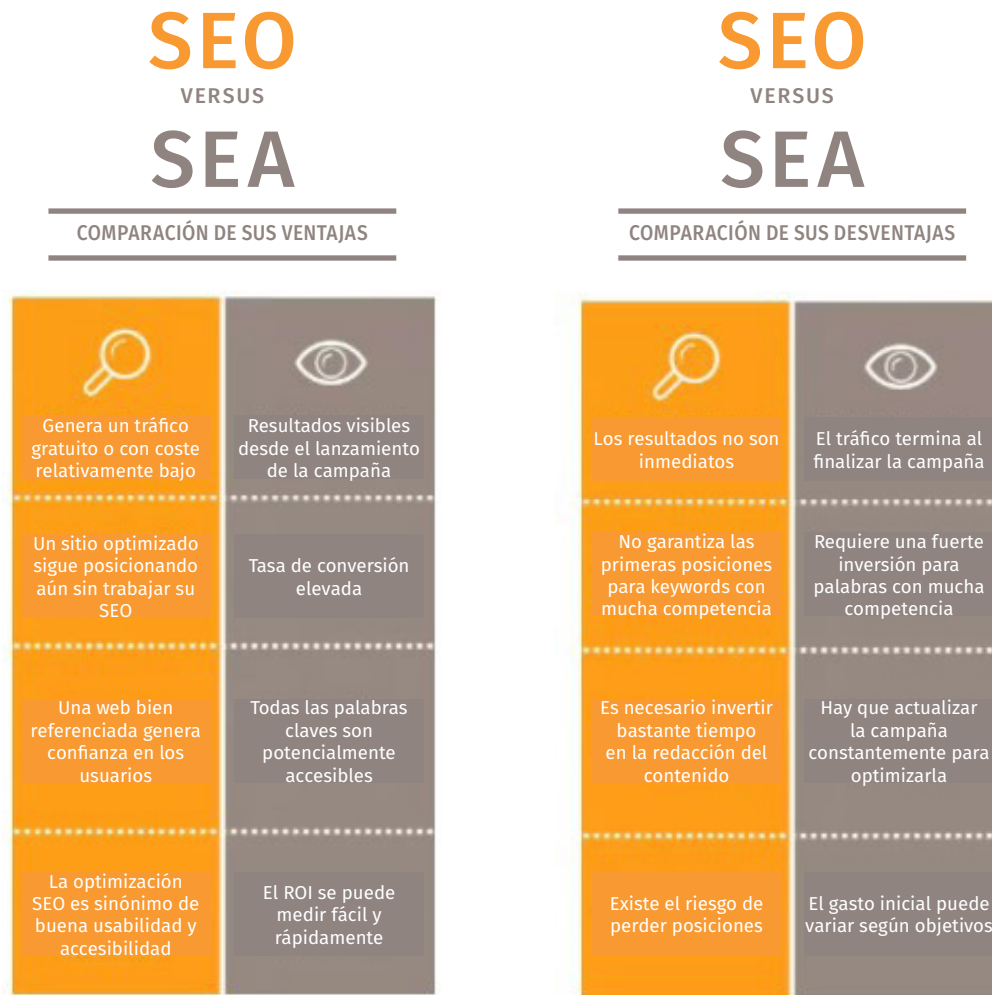 SEO
VERSUS
SEA
COMPARACIÓN DE SUS VENTAJAS
Genera un tráfico
gratuito o con coste
relativamente bajo
Resultados visibles
desde el lanzamiento
de la campaña
Un sitio optimizado
sigue posicionando
aún sin trabajar su
SEO
Tasa de conversión
elevada
Una web bien
referenciada genera
confianza en los
usuarios
Todas las palabras
claves son
potencialmente
accesibles
La optimización
SEO es sinónimo de
buena usabilidad y
accesibilidad
El ROI se puede
medir fácil y
rápidamente
SEO
VERSUS
SEA
COMPARACIÓN DE SUS DESVENTAJAS
Los resultados no son
inmediatos
El tráfico termina al
finalizar la campaña
No garantiza las
primeras posiciones
para keywords con
mucha competencia
Requiere una fuerte
inversión para
palabras con mucha
competencia
Es necesario invertir
bastante tiempo
en la redacción del
contenido
Hay que actualizar
la campaña
constantemente para
optimizarla
Existe el riesgo de
perder posiciones
El gasto inicial puede
variar según objetivos